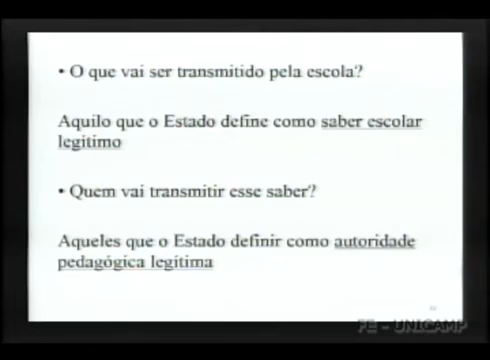 • O que vai ser transmitido pela escola?
Aquilo que o Estado define como saber escolar
legítimo
• Quem vai transmitir esse saber?
Aqueles que o Estado definir como autoridade
pedagógica legítima
FE - UNICAMP